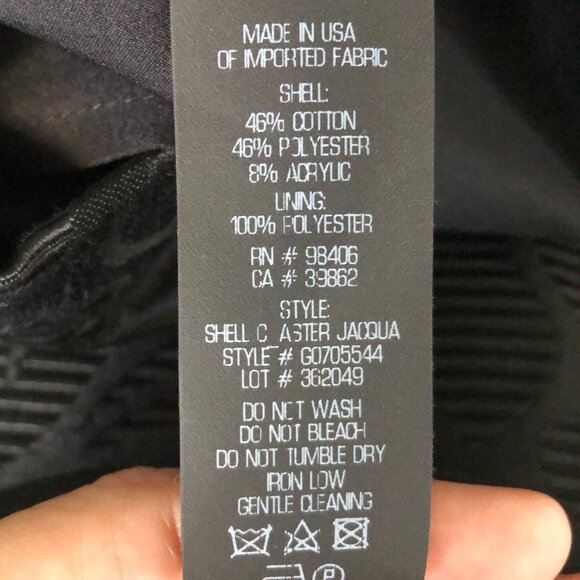 MADE IN USA
OF IMPORTED FABRIC
SHELL:
46% COTTON
46% POLYESTER
8% ACRYLIC
LINING:
100% POLYESTER
RN # 98406
CA # 39862
STYLE:
SHELL C ASTER JACQUA
STYLE # G0705544
LOT # 362049
DO NOT WASH
DO NOT BLEACH
DO NOT TUMBLE DRY
IRON LOW
GENTLE CLEANING
P